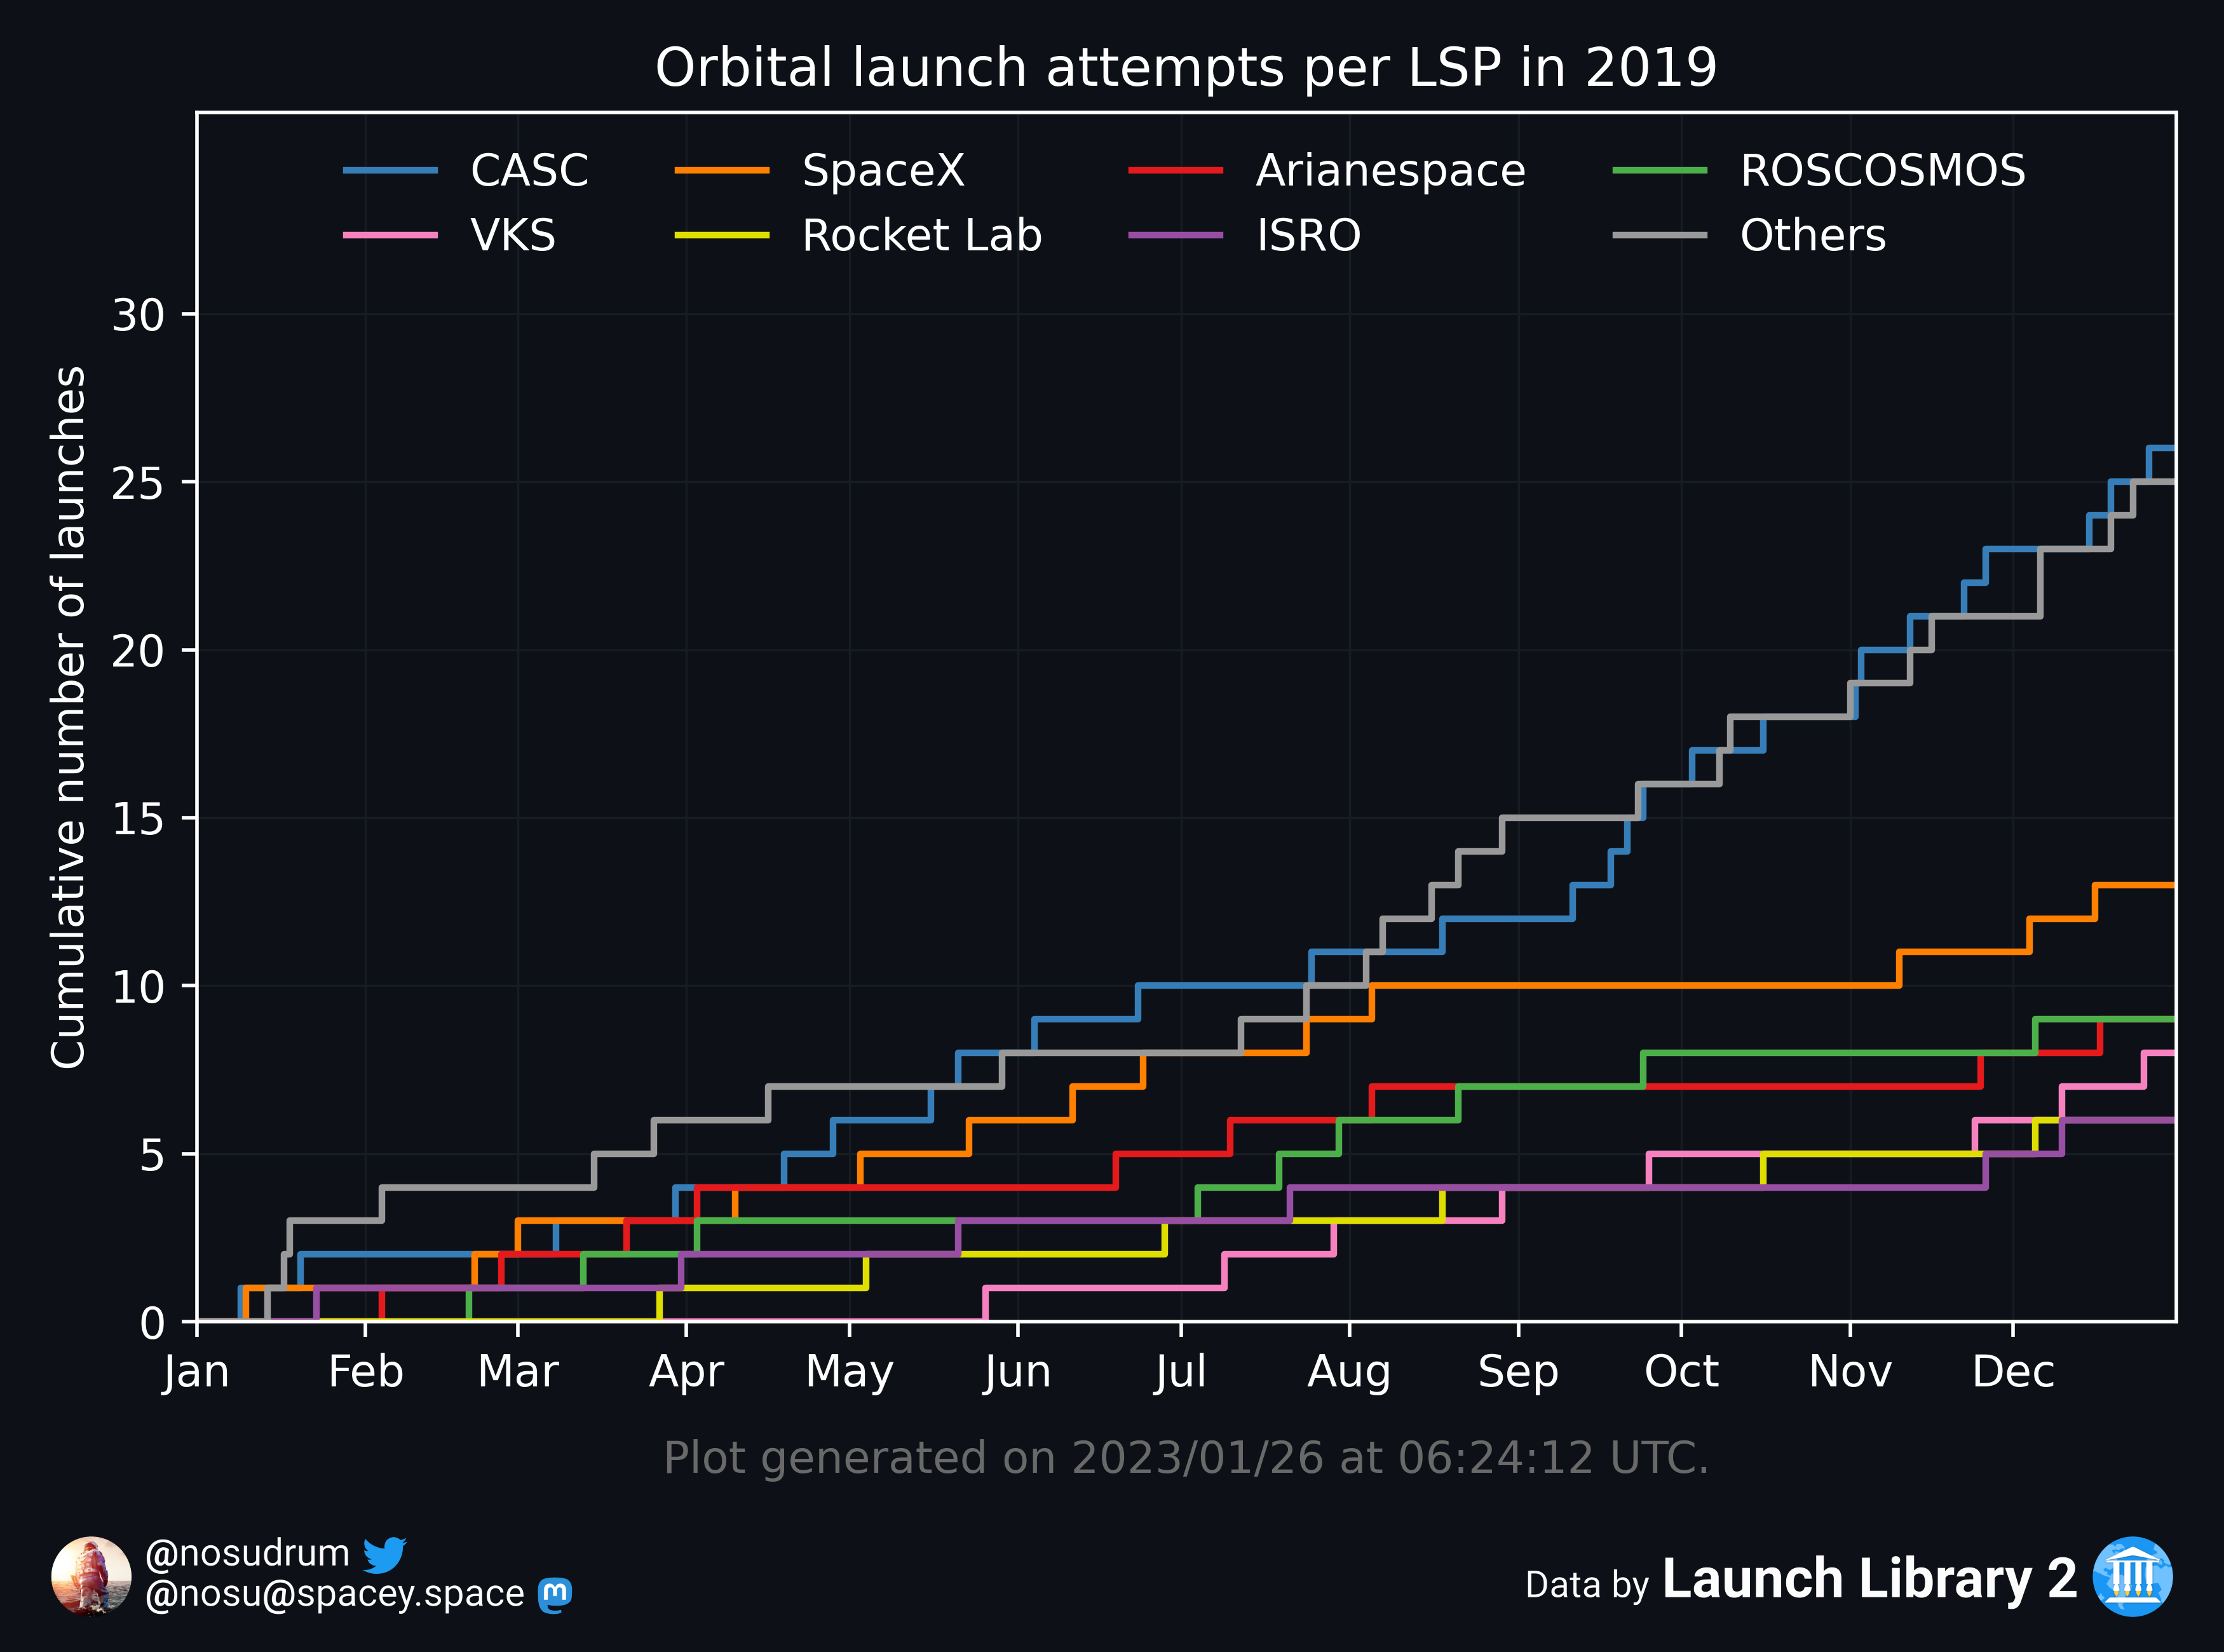 Orbital launch attempts per LSP in 2019
CASC SpaceX Arianespace ROSCOSMOS
VKS Rocket Lab ISRO Others
Cumulative number of launches
30
25
20
15
10
5
0
Jan Feb Mar Apr May Jun Jul Aug Sep Oct Nov Dec
Plot generated on 2023/01/26 at 06:24:12 UTC.
@nosudrum
@nosu@spacey.space
Data by Launch Library 2